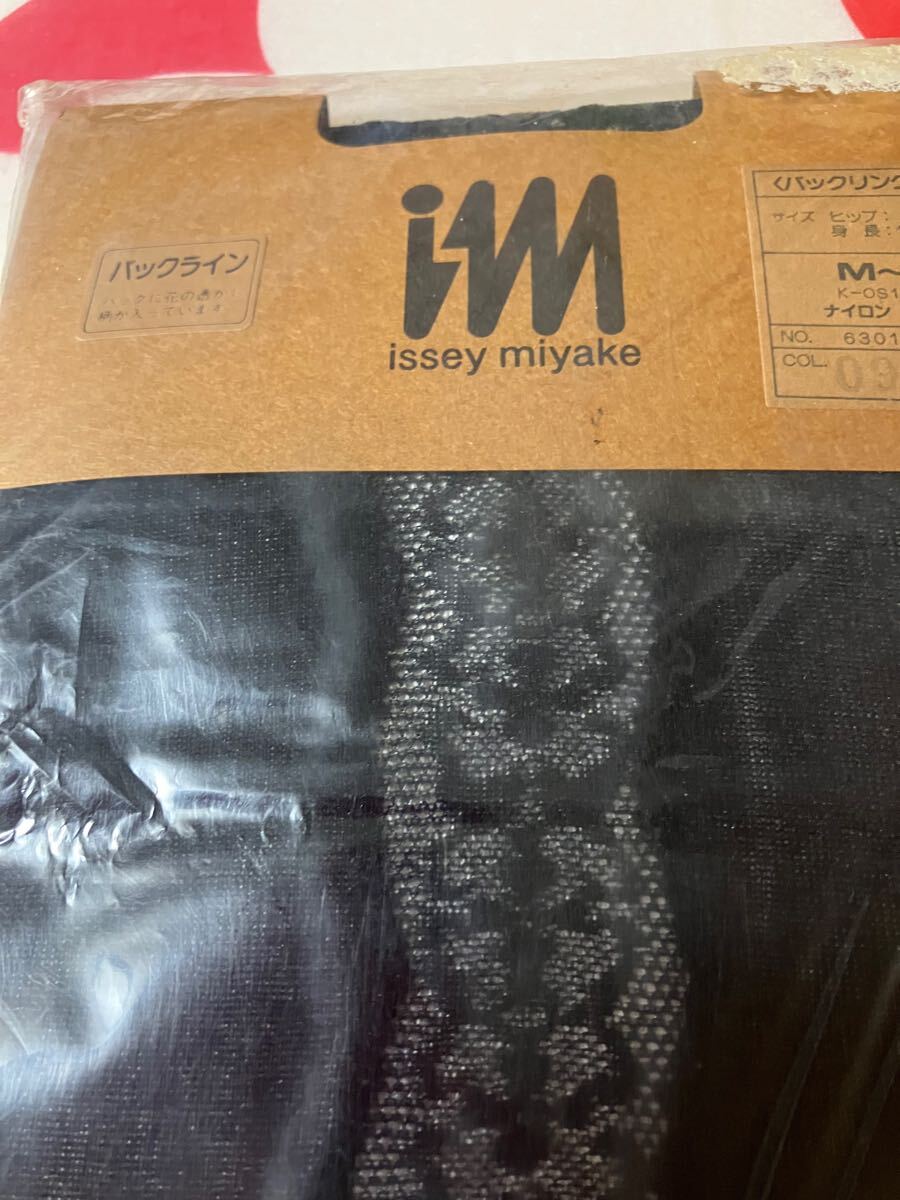 バックライン
バックに花の透かし
柄が入っています
im
issey miyake
〈バックリング
サイズ ヒップ:
身長:
M〜
K-OS1
ナイロン
NO. 6301
COL. 09